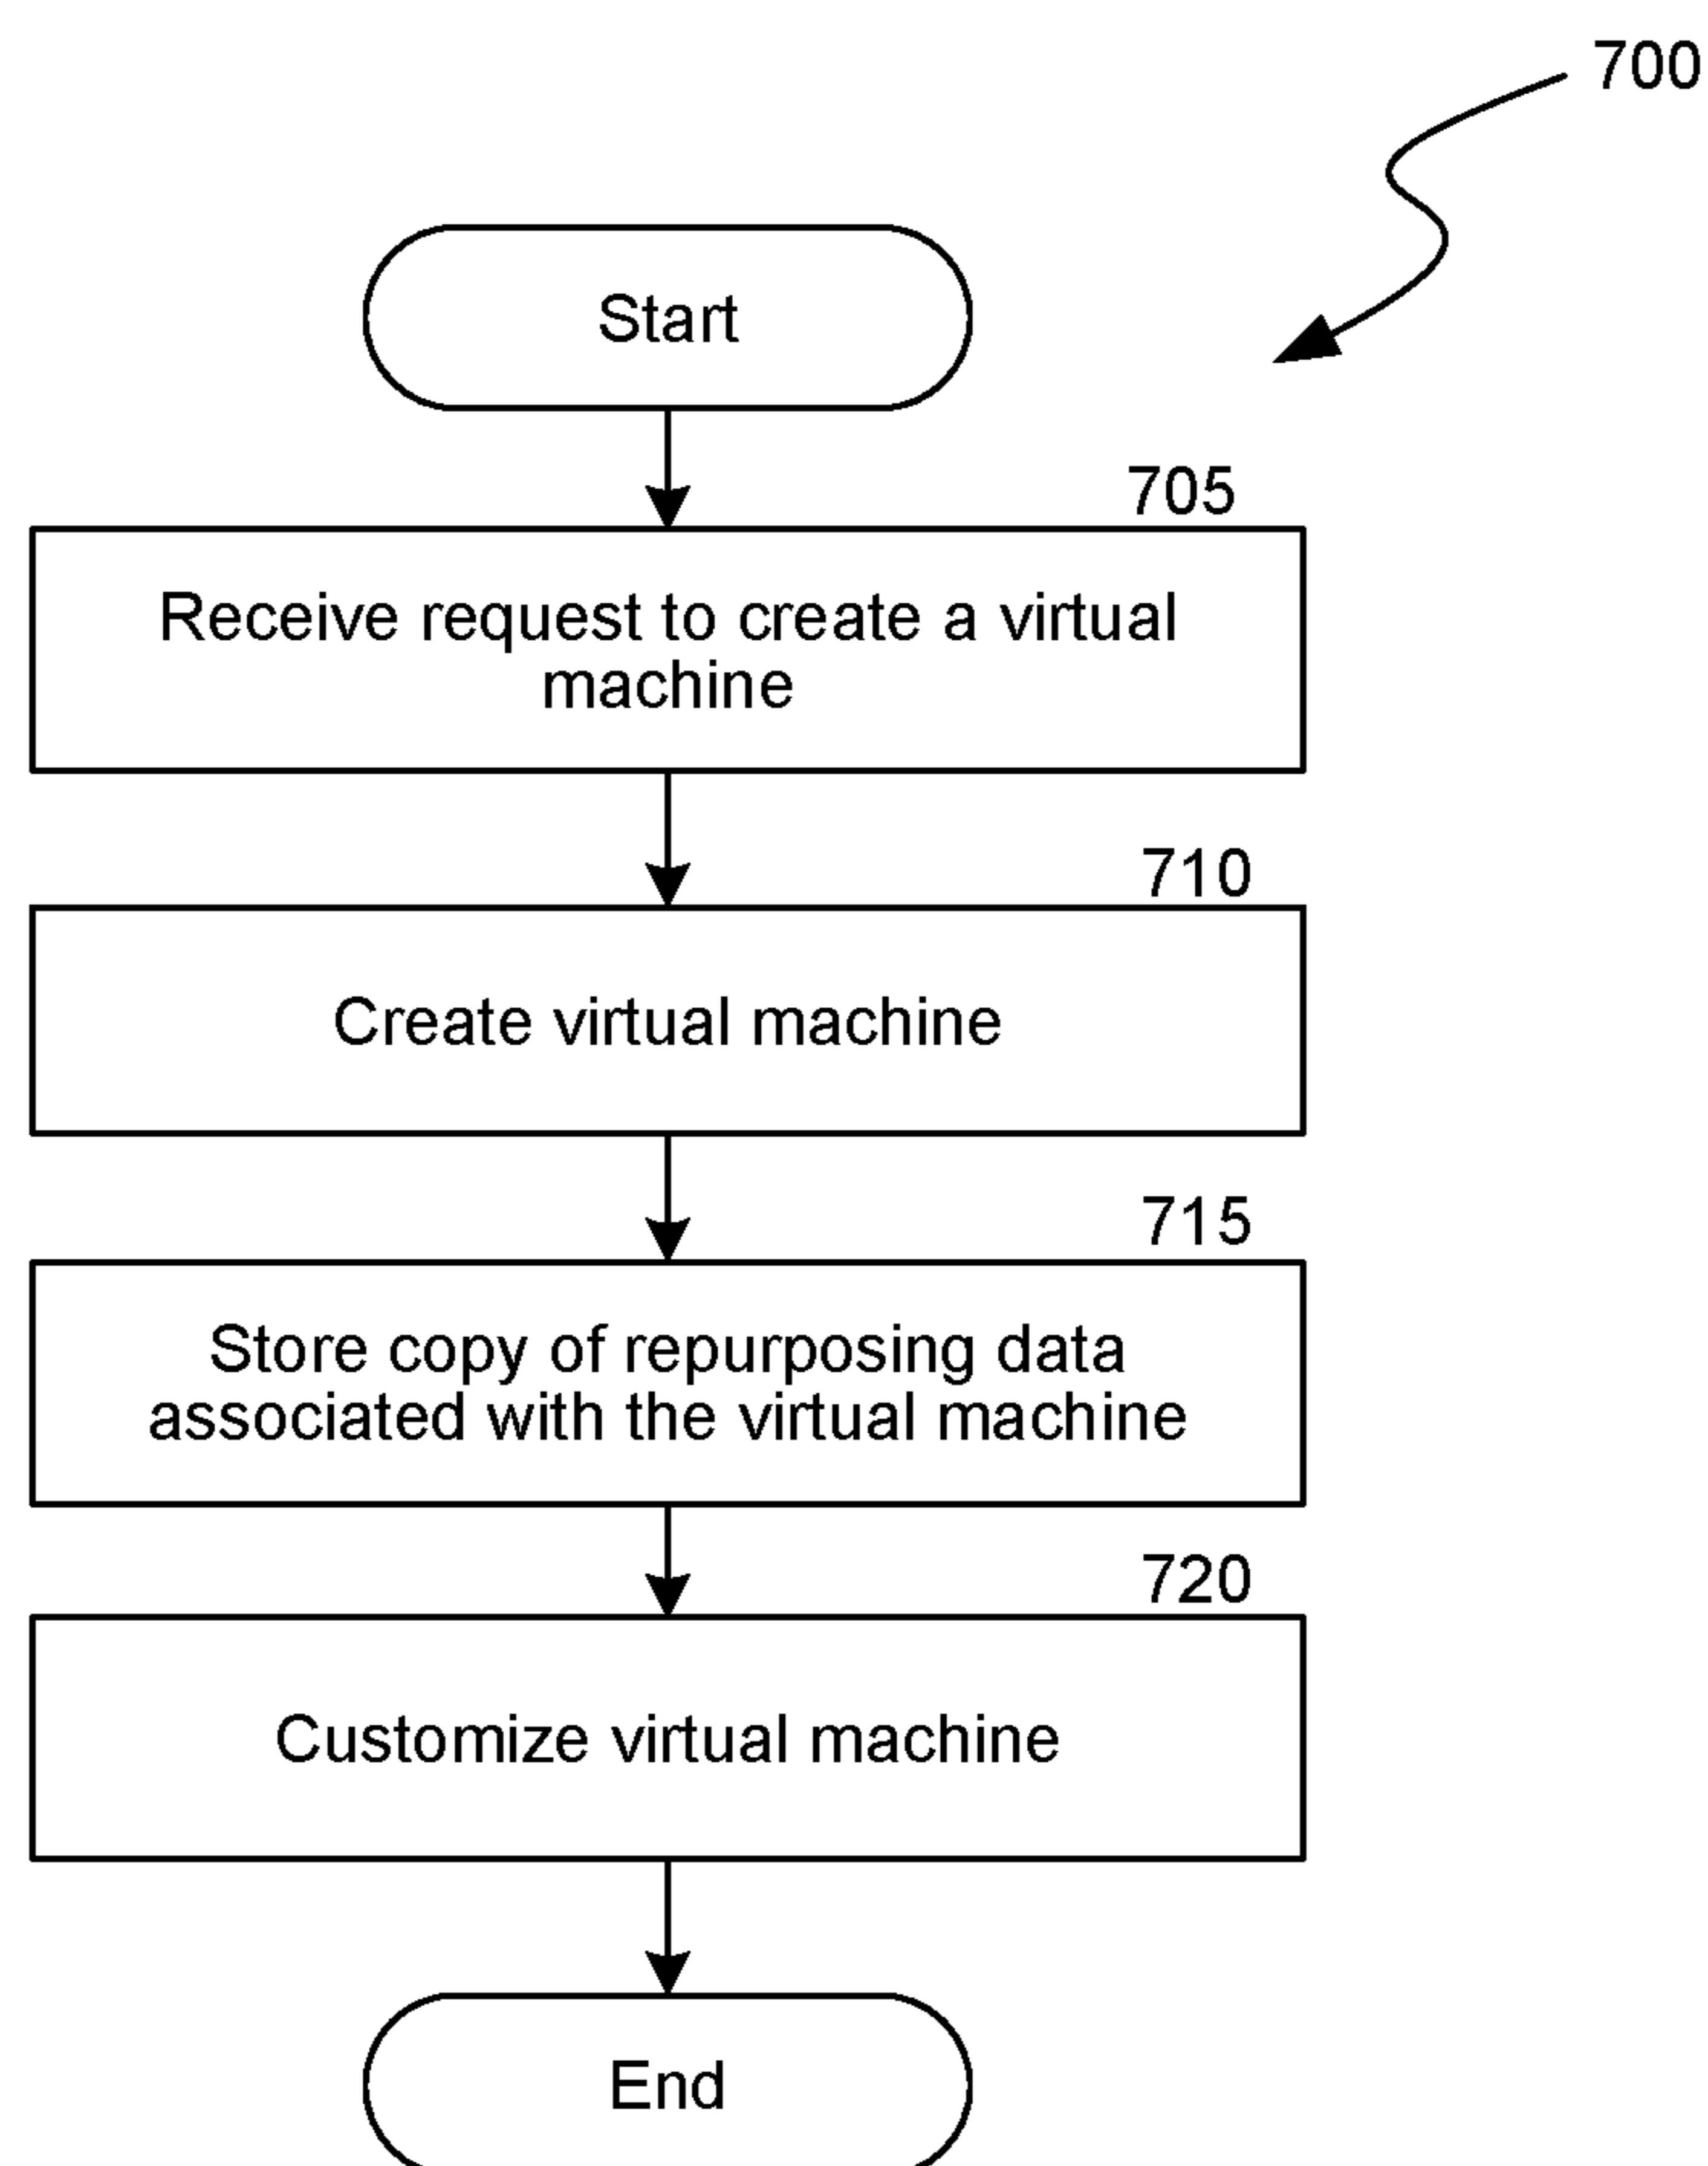 700
Start
705
Receive request to create a virtual
machine
710
Create virtual machine
715
Store copy of repurposing data
associated with the virtual machine
720
Customize virtual machine
End